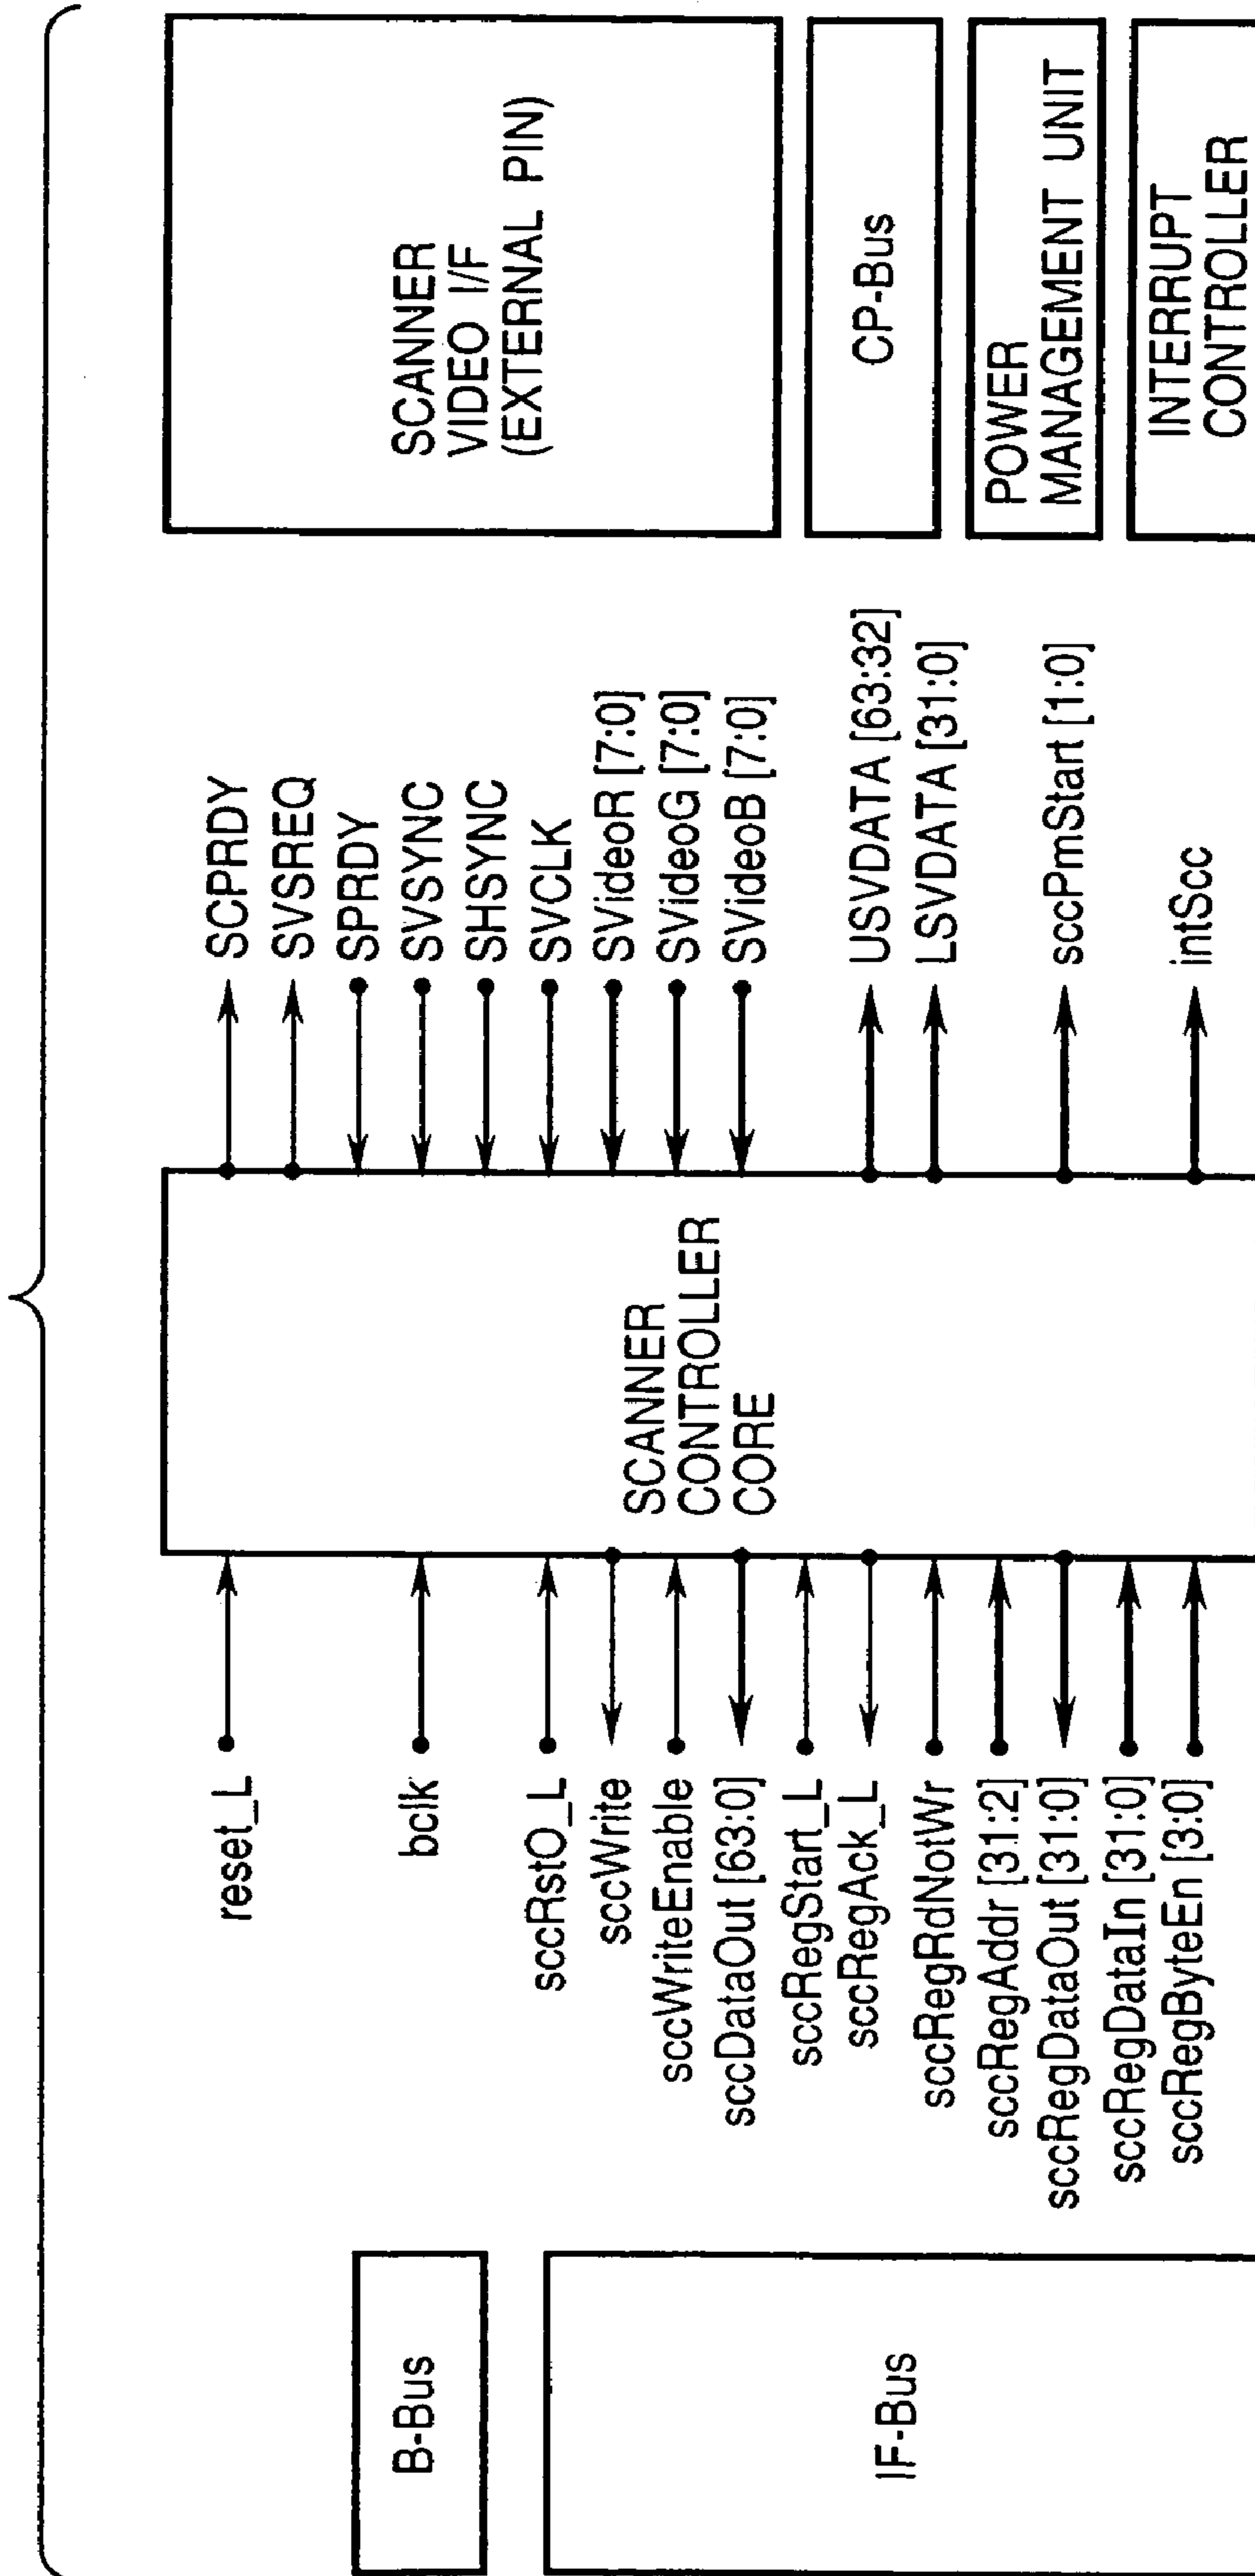 B-Bus
IF-Bus
reset_L
bclk
sccRstO_L
sccWrite
sccWriteEnable
sccDataOut [63:0]
sccRegStart_L
sccRegAck_L
sccRegRdNotWr
sccRegAddr [31:2]
sccRegDataOut [31:0]
sccRegDataIn [31:0]
sccRegByteEn [3:0]
SCANNER
CONTROLLER
CORE
SCPRDY
SVSREQ
SPRDY
SVSYNC
SHSYNC
SVCLK
SVideoR [7:0]
SVideoG [7:0]
SVideoB [7:0]
USVDATA [63:32]
LSVDATA [31:0]
sccPmStart [1:0]
intScc
SCANNER
VIDEO I/F
(EXTERNAL PIN)
CP-Bus
POWER
MANAGEMENT UNIT
INTERRUPT
CONTROLLER